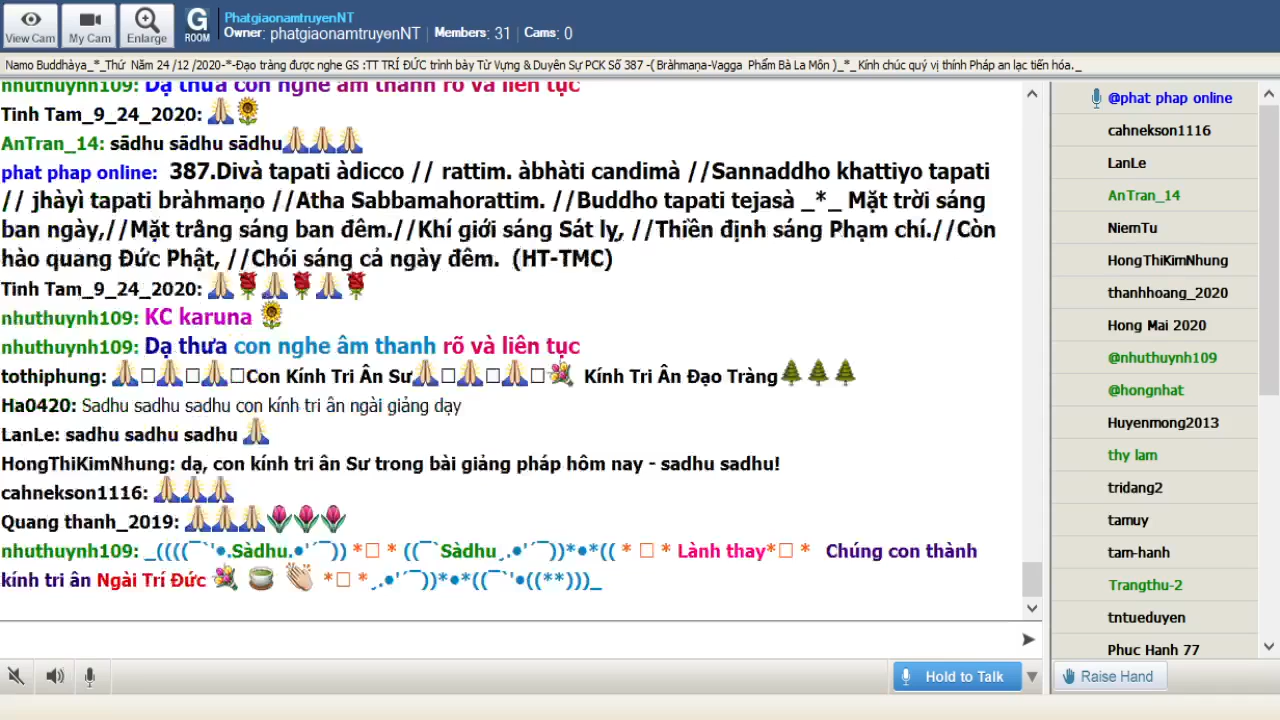 View Cam
My Cam
Enlarge
G ROOM
PhatgiaonamtruyenNT
Owner: phatgiaonamtruyenNT | Members: 31 | Cams: 0
Namo Buddhàya_*_Thứ Năm 24 /12 /2020-*-Đạo tràng được nghe GS :TT TRÍ ĐỨC trình bày Từ Vựng & Duyên Sự PCK Số 387 -( Bràhmaṇa-Vagga Phẩm Bà La Môn )_*_ Kính chúc quý vị thính Pháp an lạc tiến hóa._
nhuthuynh109: Dạ thưa con nghe âm thanh rõ và liên tục
Tinh Tam_9_24_2020: 🙏🌻
AnTran_14: sādhu sādhu sādhu🙏🙏🙏
phat phap online: 387.Divà tapati àdicco // rattim. àbhàti candimà //Sannaddho khattiyo tapati
// jhàyì tapati bràhmaṇo //Atha Sabbamahorattim. //Buddho tapati tejasà _*_ Mặt trời sáng
ban ngày,//Mặt trăng sáng ban đêm.//Khí giới sáng Sát lỵ, //Thiền định sáng Phạm chí.//Còn
hào quang Đức Phật, //Chói sáng cả ngày đêm. (HT-TMC)
Tinh Tam_9_24_2020: 🙏🌹🙏🌹🙏🌹
nhuthuynh109: KC karuna 🌻
nhuthuynh109: Dạ thưa con nghe âm thanh rõ và liên tục
tothiphung: 🙏□🙏□🙏□Con Kính Tri Ân Sư🙏□🙏□🙏□💐 Kính Tri Ân Đạo Tràng🌲🌲🌲
Ha0420: Sadhu sadhu sadhu con kính tri ân ngài giảng dạy
LanLe: sadhu sadhu sadhu 🙏
HongThiKimNhung: dạ, con kính tri ân Sư trong bài giảng pháp hôm nay - sadhu sadhu!
cahnekson1116: 🙏🙏🙏
Quang thanh_2019: 🙏🙏🙏🌷🌷🌷
nhuthuynh109: _((((¯`'•.Sàdhu.•'´¯)) *□ * ((¯`Sàdhu¸.•'´¯))*•*(( * □ * Lành thay*□ * Chúng con thành
kính tri ân Ngài Trí Đức 💐 🍵 👏 *□ *¸.•'´¯))*•*((¯`'•((**)))_
@phat phap online
cahnekson1116
LanLe
AnTran_14
NiemTu
HongThiKimNhung
thanhhoang_2020
Hong Mai 2020
@nhuthuynh109
@hongnhat
Huyenmong2013
thy lam
tridang2
tamuy
tam-hanh
Trangthu-2
tntueduyen
Phuc Hanh 77
Hold to Talk
Raise Hand